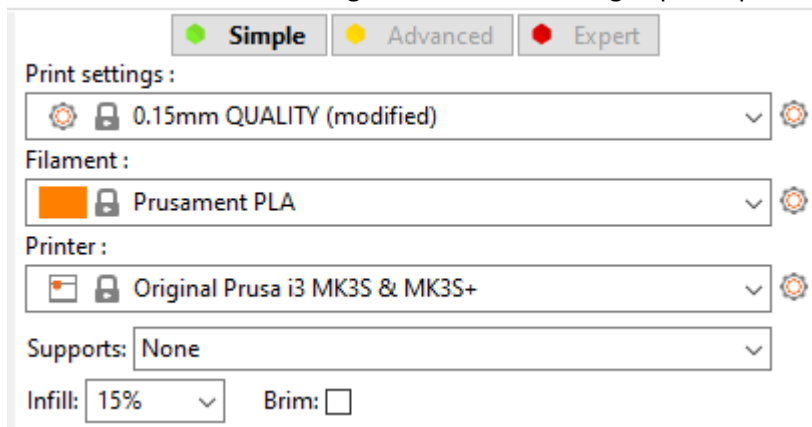 Simple Advanced Expert
Print settings :
0.15mm QUALITY (modified)
Filament :
Prusament PLA
Printer :
Original Prusa i3 MK3S & MK3S+
Supports: None
Infill: 15% Brim: